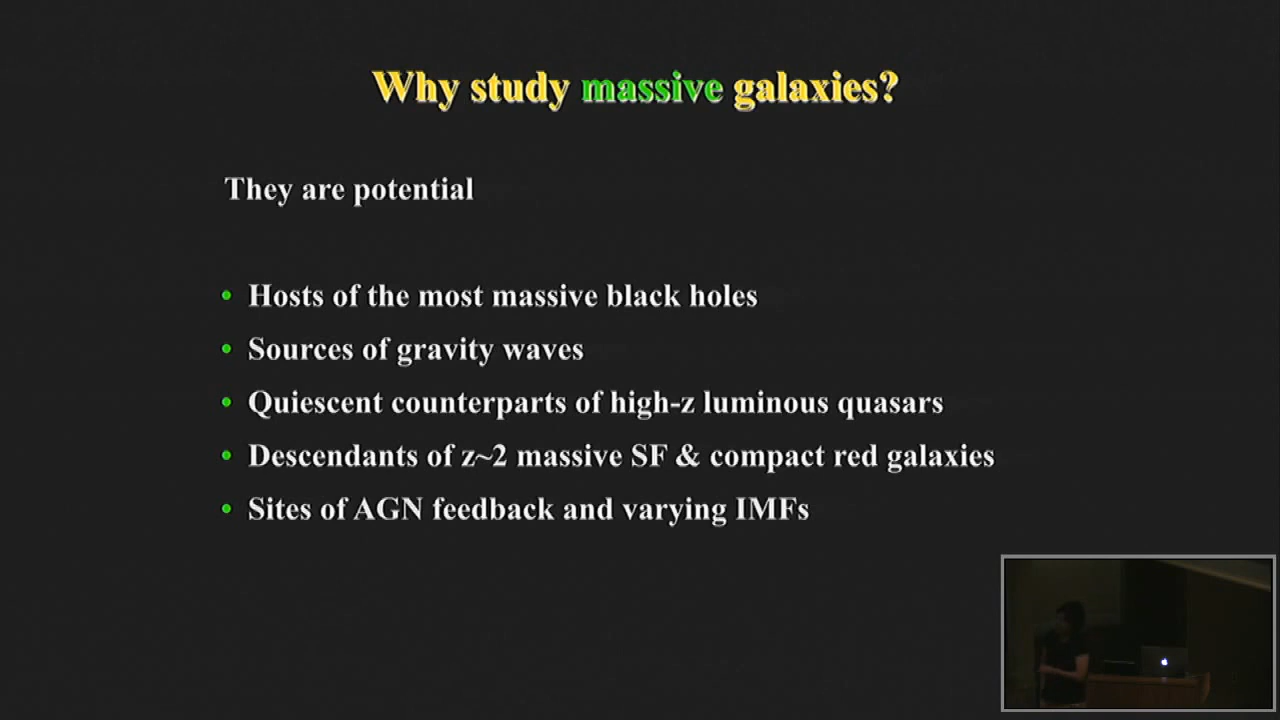 Why study massive galaxies?
They are potential
• Hosts of the most massive black holes
• Sources of gravity waves
• Quiescent counterparts of high-z luminous quasars
• Descendants of z~2 massive SF & compact red galaxies
• Sites of AGN feedback and varying IMFs